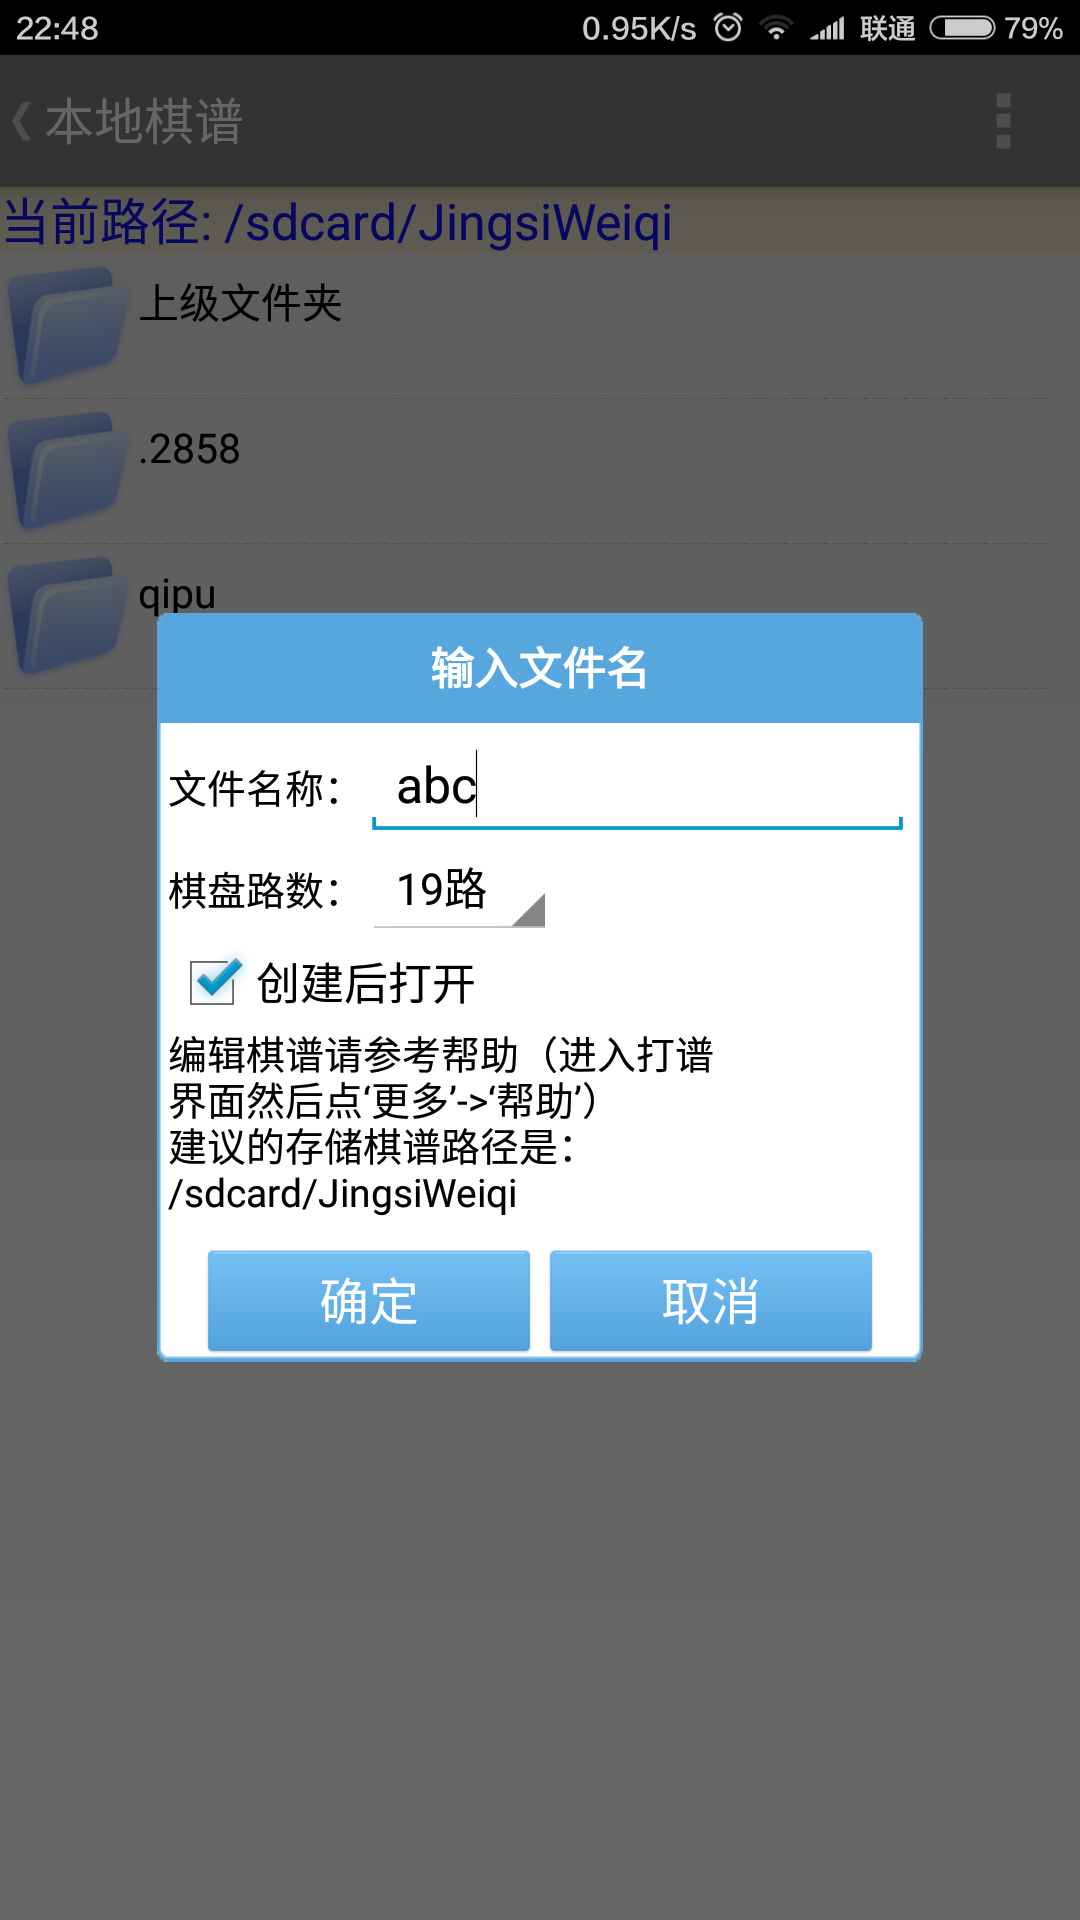 22:48 0.95K/s 联通 79%
本地棋谱
当前路径: /sdcard/JingsiWeiqi
上级文件夹
.2858
qipu
输入文件名
文件名称： abc
棋盘路数： 19路
创建后打开
编辑棋谱请参考帮助（进入打谱
界面然后点‘更多’->‘帮助’）
建议的存储棋谱路径是：
/sdcard/JingsiWeiqi
确定 取消